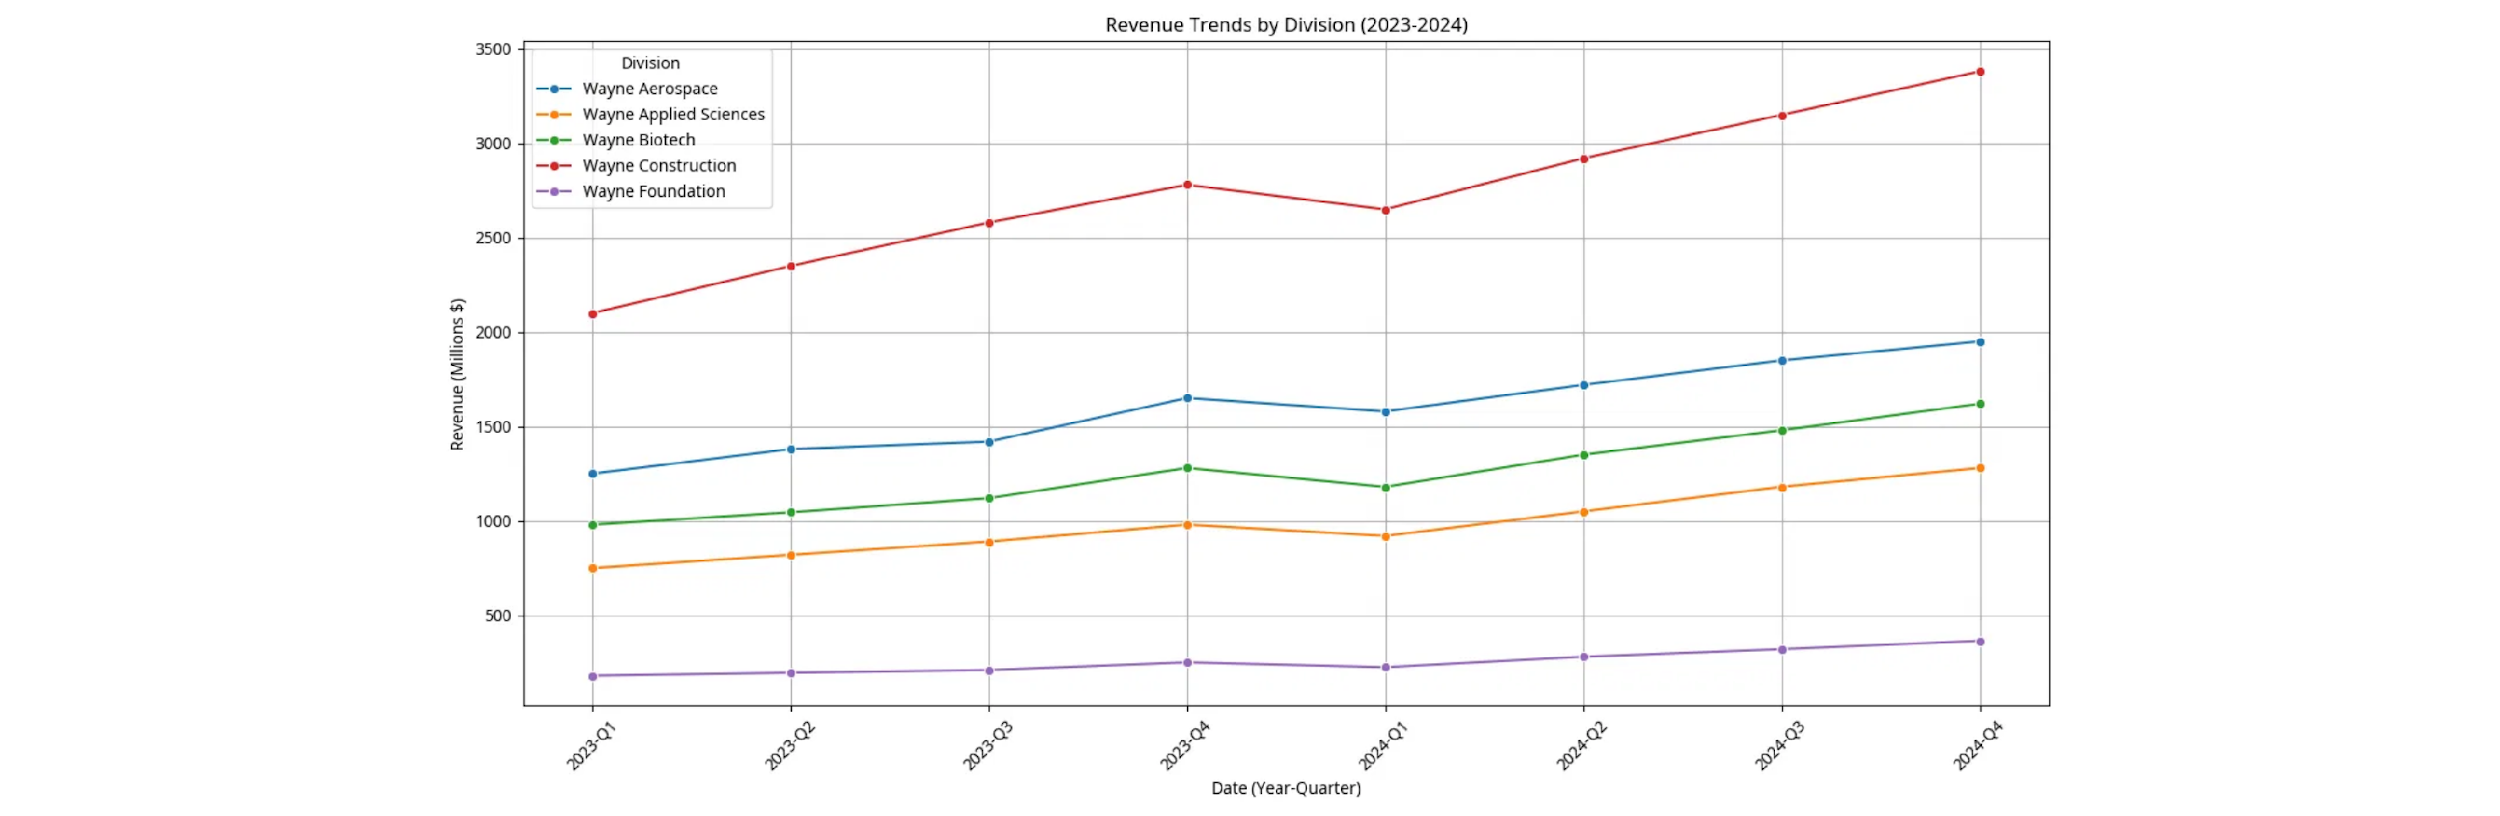 Revenue Trends by Division (2023-2024)
3500
3000
2500
2000
1500
1000
500
Revenue (Millions $)
Division
Wayne Aerospace
Wayne Applied Sciences
Wayne Biotech
Wayne Construction
Wayne Foundation
2023-Q1
2023-Q2
2023-Q3
2023-Q4
2024-Q1
2024-Q2
2024-Q3
2024-Q4
Date (Year-Quarter)